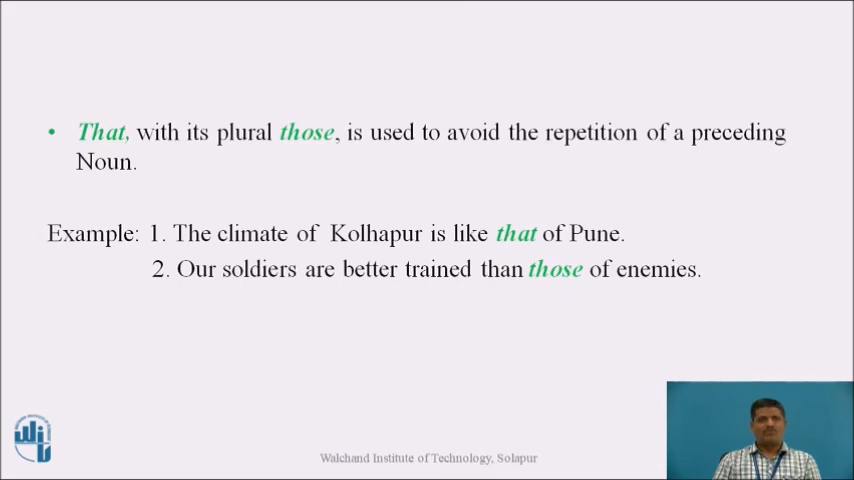 • That, with its plural those, is used to avoid the repetition of a preceding
Noun.
Example: 1. The climate of Kolhapur is like that of Pune.
2. Our soldiers are better trained than those of enemies.
Walchand Institute of Technology, Solapur